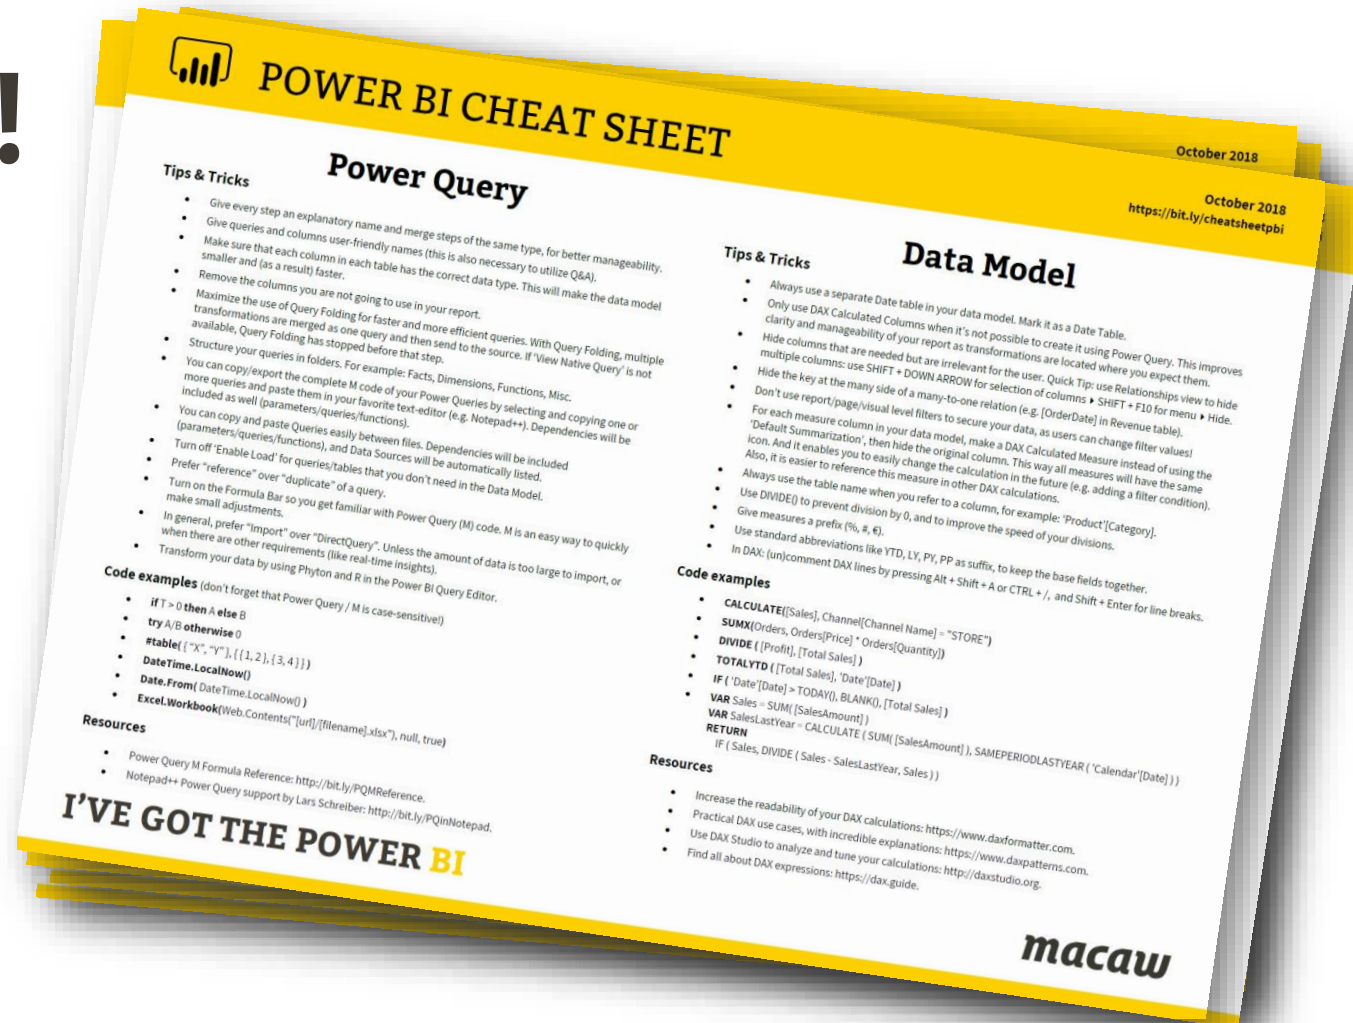 !
POWER BI CHEAT SHEET
October 2018
October 2018
https://bit.ly/cheatsheetpbi
Power Query
Tips & Tricks
• Give every step an explanatory name and merge steps of the same type, for better manageability.
• Give queries and columns user-friendly names (this is also necessary to utilize Q&A).
• Make sure that each column in each table has the correct data type. This will make the data model
smaller and (as a result) faster.
• Remove the columns you are not going to use in your report.
• Maximize the use of Query Folding for faster and more efficient queries. With Query Folding, multiple
transformations are merged as one query and then send to the source. If 'View Native Query' is not
available, Query Folding has stopped before that step.
• Structure your queries in folders. For example: Facts, Dimensions, Functions, Misc.
• You can copy/export the complete M code of your Power Queries by selecting and copying one or
more queries and paste them in your favorite text-editor (e.g. Notepad++). Dependencies will be
included as well (parameters/queries/functions).
• You can copy and paste Queries easily between files. Dependencies will be included
(parameters/queries/functions), and Data Sources will be automatically listed.
• Turn off 'Enable Load' for queries/tables that you don't need in the Data Model.
• Prefer "reference" over "duplicate" of a query.
• Turn on the Formula Bar so you get familiar with Power Query (M) code. M is an easy way to quickly
make small adjustments.
• In general, prefer "Import" over "DirectQuery". Unless the amount of data is too large to import, or
when there are other requirements (like real-time insights).
• Transform your data by using Phyton and R in the Power BI Query Editor.
Code examples (don't forget that Power Query / M is case-sensitive!)
• if T > 0 then A else B
• try A/B otherwise 0
• #table( { "X", "Y" }, { { 1, 2 }, { 3, 4 } } )
• DateTime.LocalNow()
• Date.From( DateTime.LocalNow() )
• Excel.Workbook(Web.Contents("[url]/[filename].xlsx"), null, true)
Resources
• Power Query M Formula Reference: http://bit.ly/PQMReference.
• Notepad++ Power Query support by Lars Schreiber: http://bit.ly/PQinNotepad.
I'VE GOT THE POWER BI
Data Model
Tips & Tricks
• Always use a separate Date table in your data model. Mark it as a Date Table.
• Only use DAX Calculated Columns when it's not possible to create it using Power Query. This improves
clarity and manageability of your report as transformations are located where you expect them.
• Hide columns that are needed but are irrelevant for the user. Quick Tip: use Relationships view to hide
multiple columns: use SHIFT + DOWN ARROW for selection of columns ▸ SHIFT + F10 for menu ▸ Hide.
• Hide the key at the many side of a many-to-one relation (e.g. [OrderDate] in Revenue table).
• Don't use report/page/visual level filters to secure your data, as users can change filter values!
• For each measure column in your data model, make a DAX Calculated Measure instead of using the
'Default Summarization', then hide the original column. This way all measures will have the same
icon. And it enables you to easily change the calculation in the future (e.g. adding a filter condition).
Also, it is easier to reference this measure in other DAX calculations.
• Always use the table name when you refer to a column, for example: 'Product'[Category].
• Use DIVIDE() to prevent division by 0, and to improve the speed of your divisions.
• Give measures a prefix (%, #, €).
• Use standard abbreviations like YTD, LY, PY, PP as suffix, to keep the base fields together.
• In DAX: (un)comment DAX lines by pressing Alt + Shift + A or CTRL + /, and Shift + Enter for line breaks.
Code examples
• CALCULATE([Sales], Channel[Channel Name] = "STORE")
• SUMX(Orders, Orders[Price] * Orders[Quantity])
• DIVIDE ( [Profit], [Total Sales] )
• TOTALYTD ( [Total Sales], 'Date'[Date] )
• IF ( 'Date'[Date] > TODAY(), BLANK(), [Total Sales] )
• VAR Sales = SUM( [SalesAmount] )
VAR SalesLastYear = CALCULATE ( SUM( [SalesAmount] ), SAMEPERIODLASTYEAR ( 'Calendar'[Date] ) )
RETURN
IF ( Sales, DIVIDE ( Sales - SalesLastYear, Sales ) )
Resources
• Increase the readability of your DAX calculations: https://www.daxformatter.com.
• Practical DAX use cases, with incredible explanations: https://www.daxpatterns.com.
• Use DAX Studio to analyze and tune your calculations: http://daxstudio.org.
• Find all about DAX expressions: https://dax.guide.
macaw